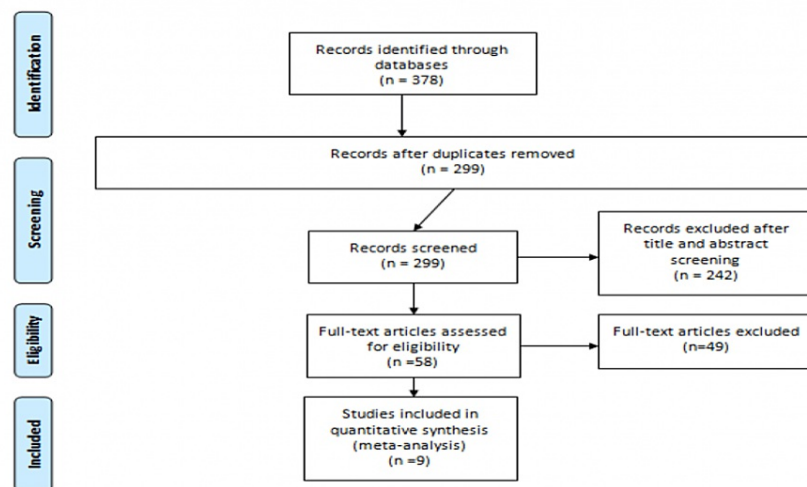 Identification
Records identified through
databases
(n = 378)
Records after duplicates removed
(n = 299)
Screening
Records screened
(n = 299)
Records excluded after
title and abstract
screening
(n = 242)
Eligibility
Full-text articles assessed
for eligibility
(n =58)
Full-text articles excluded
(n=49)
Included
Studies included in
quantitative synthesis
(meta-analysis)
(n =9)